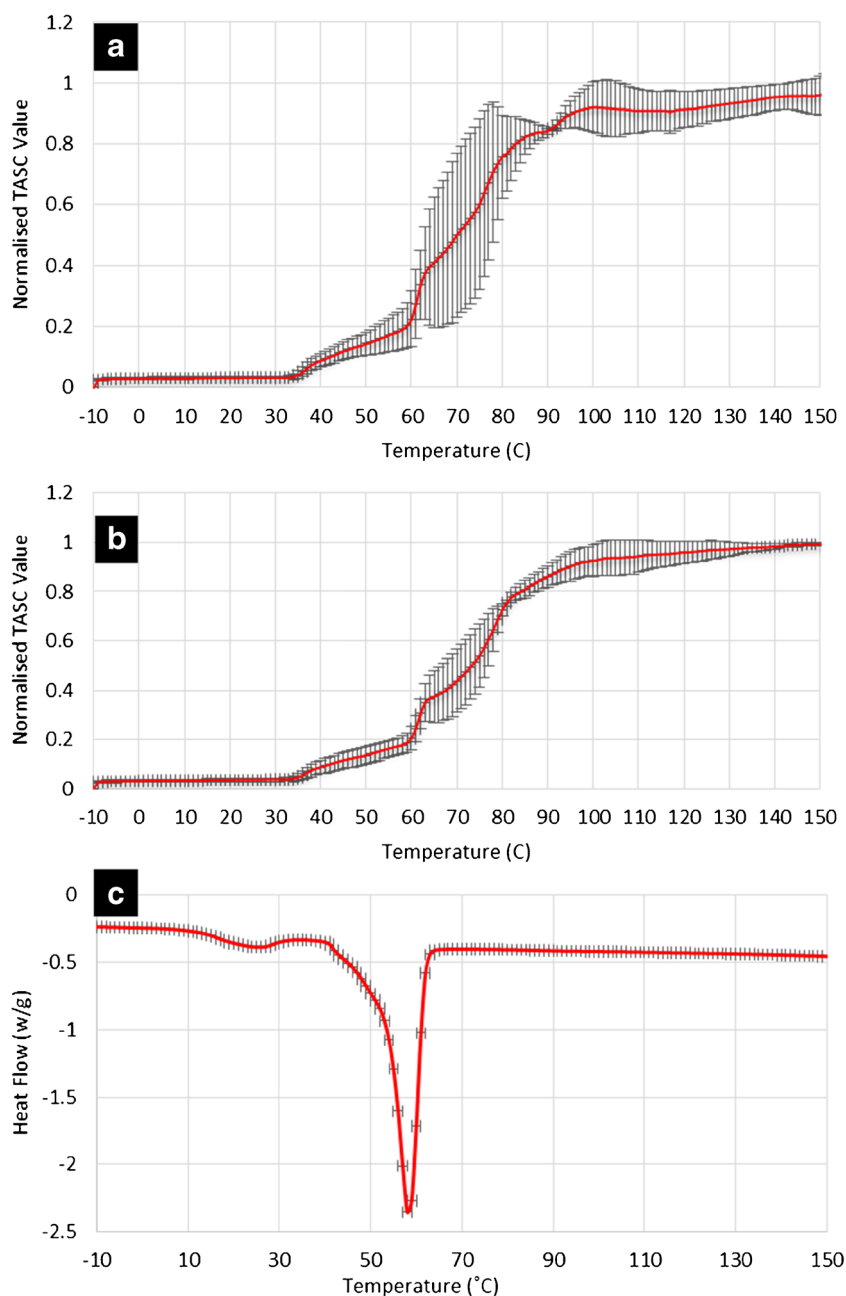 a
1.2
1
0.8
0.6
0.4
0.2
0
Normalised TASC Value
-10 0 10 20 30 40 50 60 70 80 90 100 110 120 130 140 150
Temperature (C)
b
1.2
1
0.8
0.6
0.4
0.2
0
Normalised TASC Value
-10 0 10 20 30 40 50 60 70 80 90 100 110 120 130 140 150
Temperature (C)
c
0
-0.5
-1
-1.5
-2
-2.5
Heat Flow (w/g)
-10 10 30 50 70 90 110 130 150
Temperature (˚C)